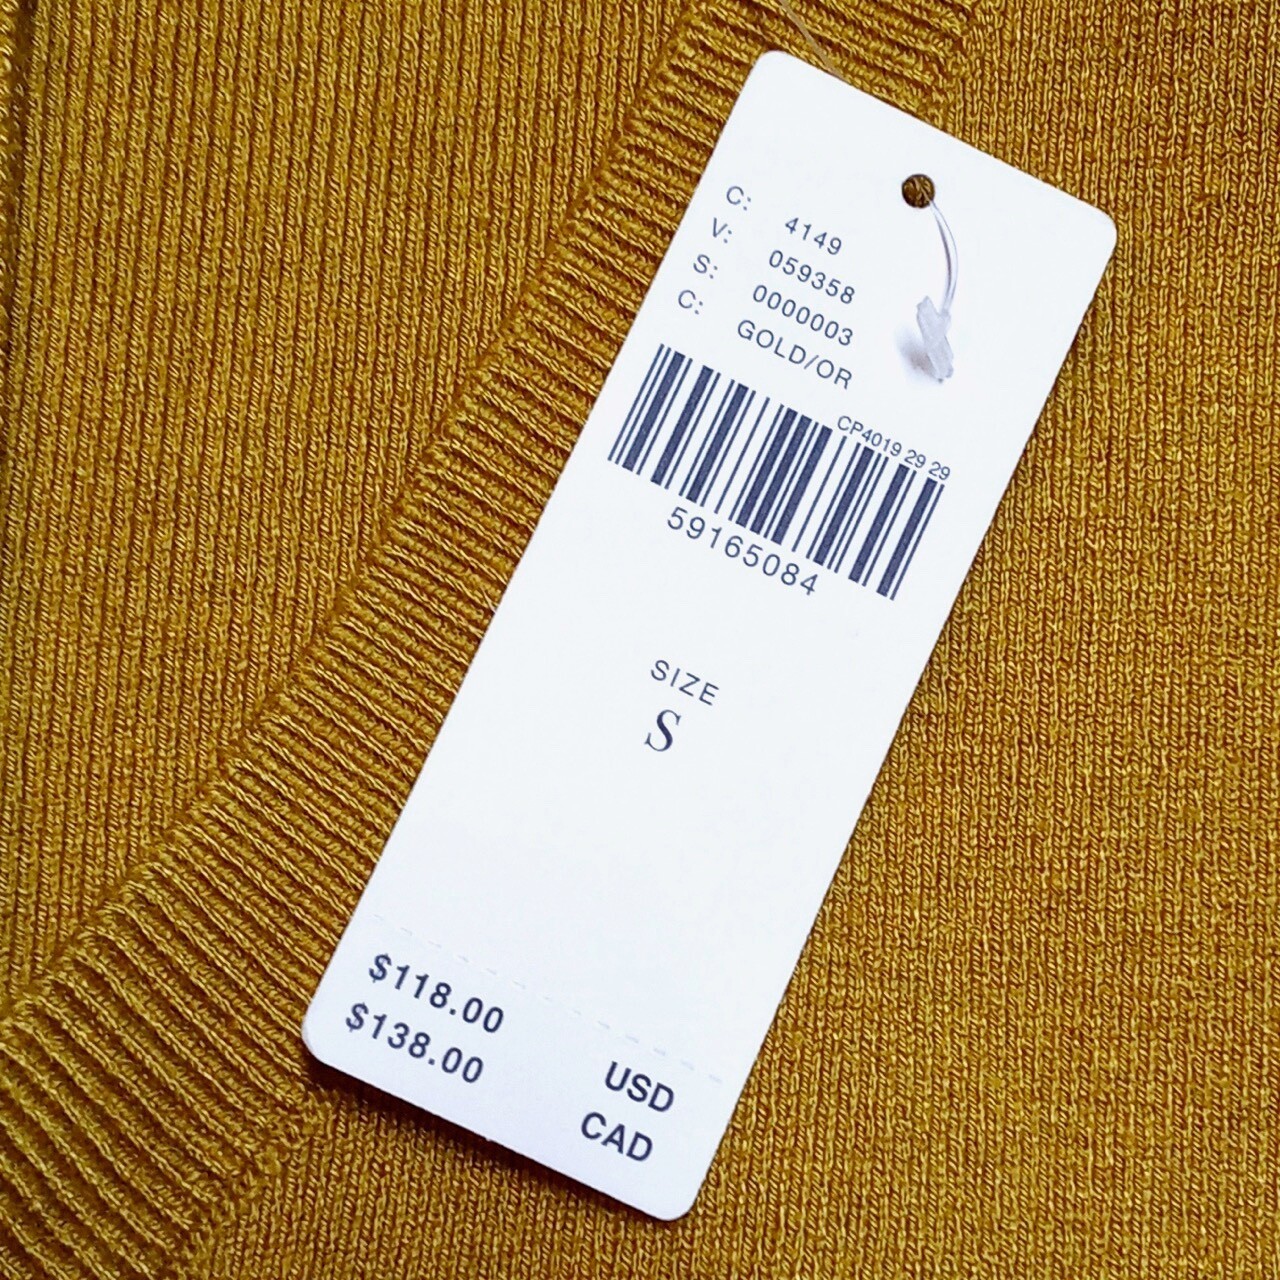 C: 4149
V: 059358
S: 0000003
C: GOLD/OR
CP4019 29 29
59165084
SIZE
S
$118.00 USD
$138.00 CAD